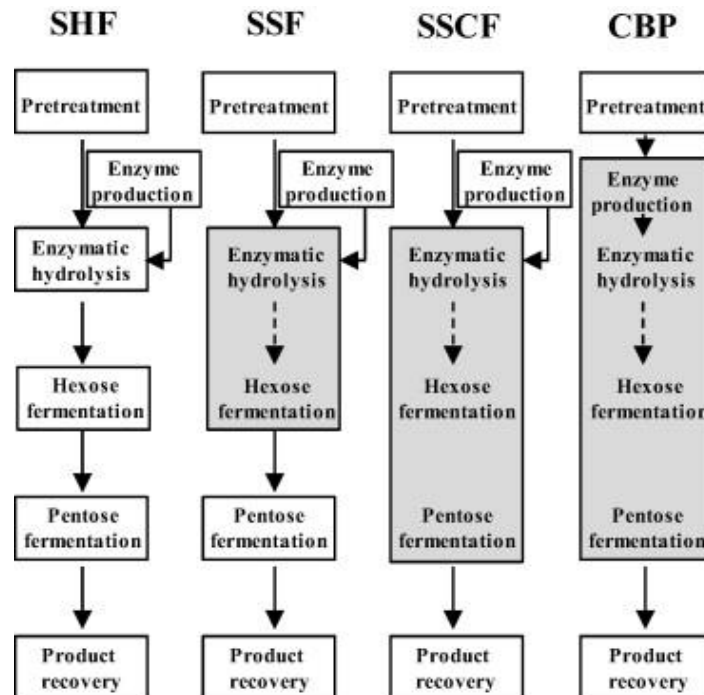 SHF
SSF
SSCF
CBP
Pretreatment
Pretreatment
Pretreatment
Pretreatment
Enzyme
production
Enzyme
production
Enzyme
production
Enzyme
production
Enzymatic
hydrolysis
Enzymatic
hydrolysis
Enzymatic
hydrolysis
Enzymatic
hydrolysis
Hexose
fermentation
Hexose
fermentation
Hexose
fermentation
Hexose
fermentation
Pentose
fermentation
Pentose
fermentation
Pentose
fermentation
Pentose
fermentation
Product
recovery
Product
recovery
Product
recovery
Product
recovery